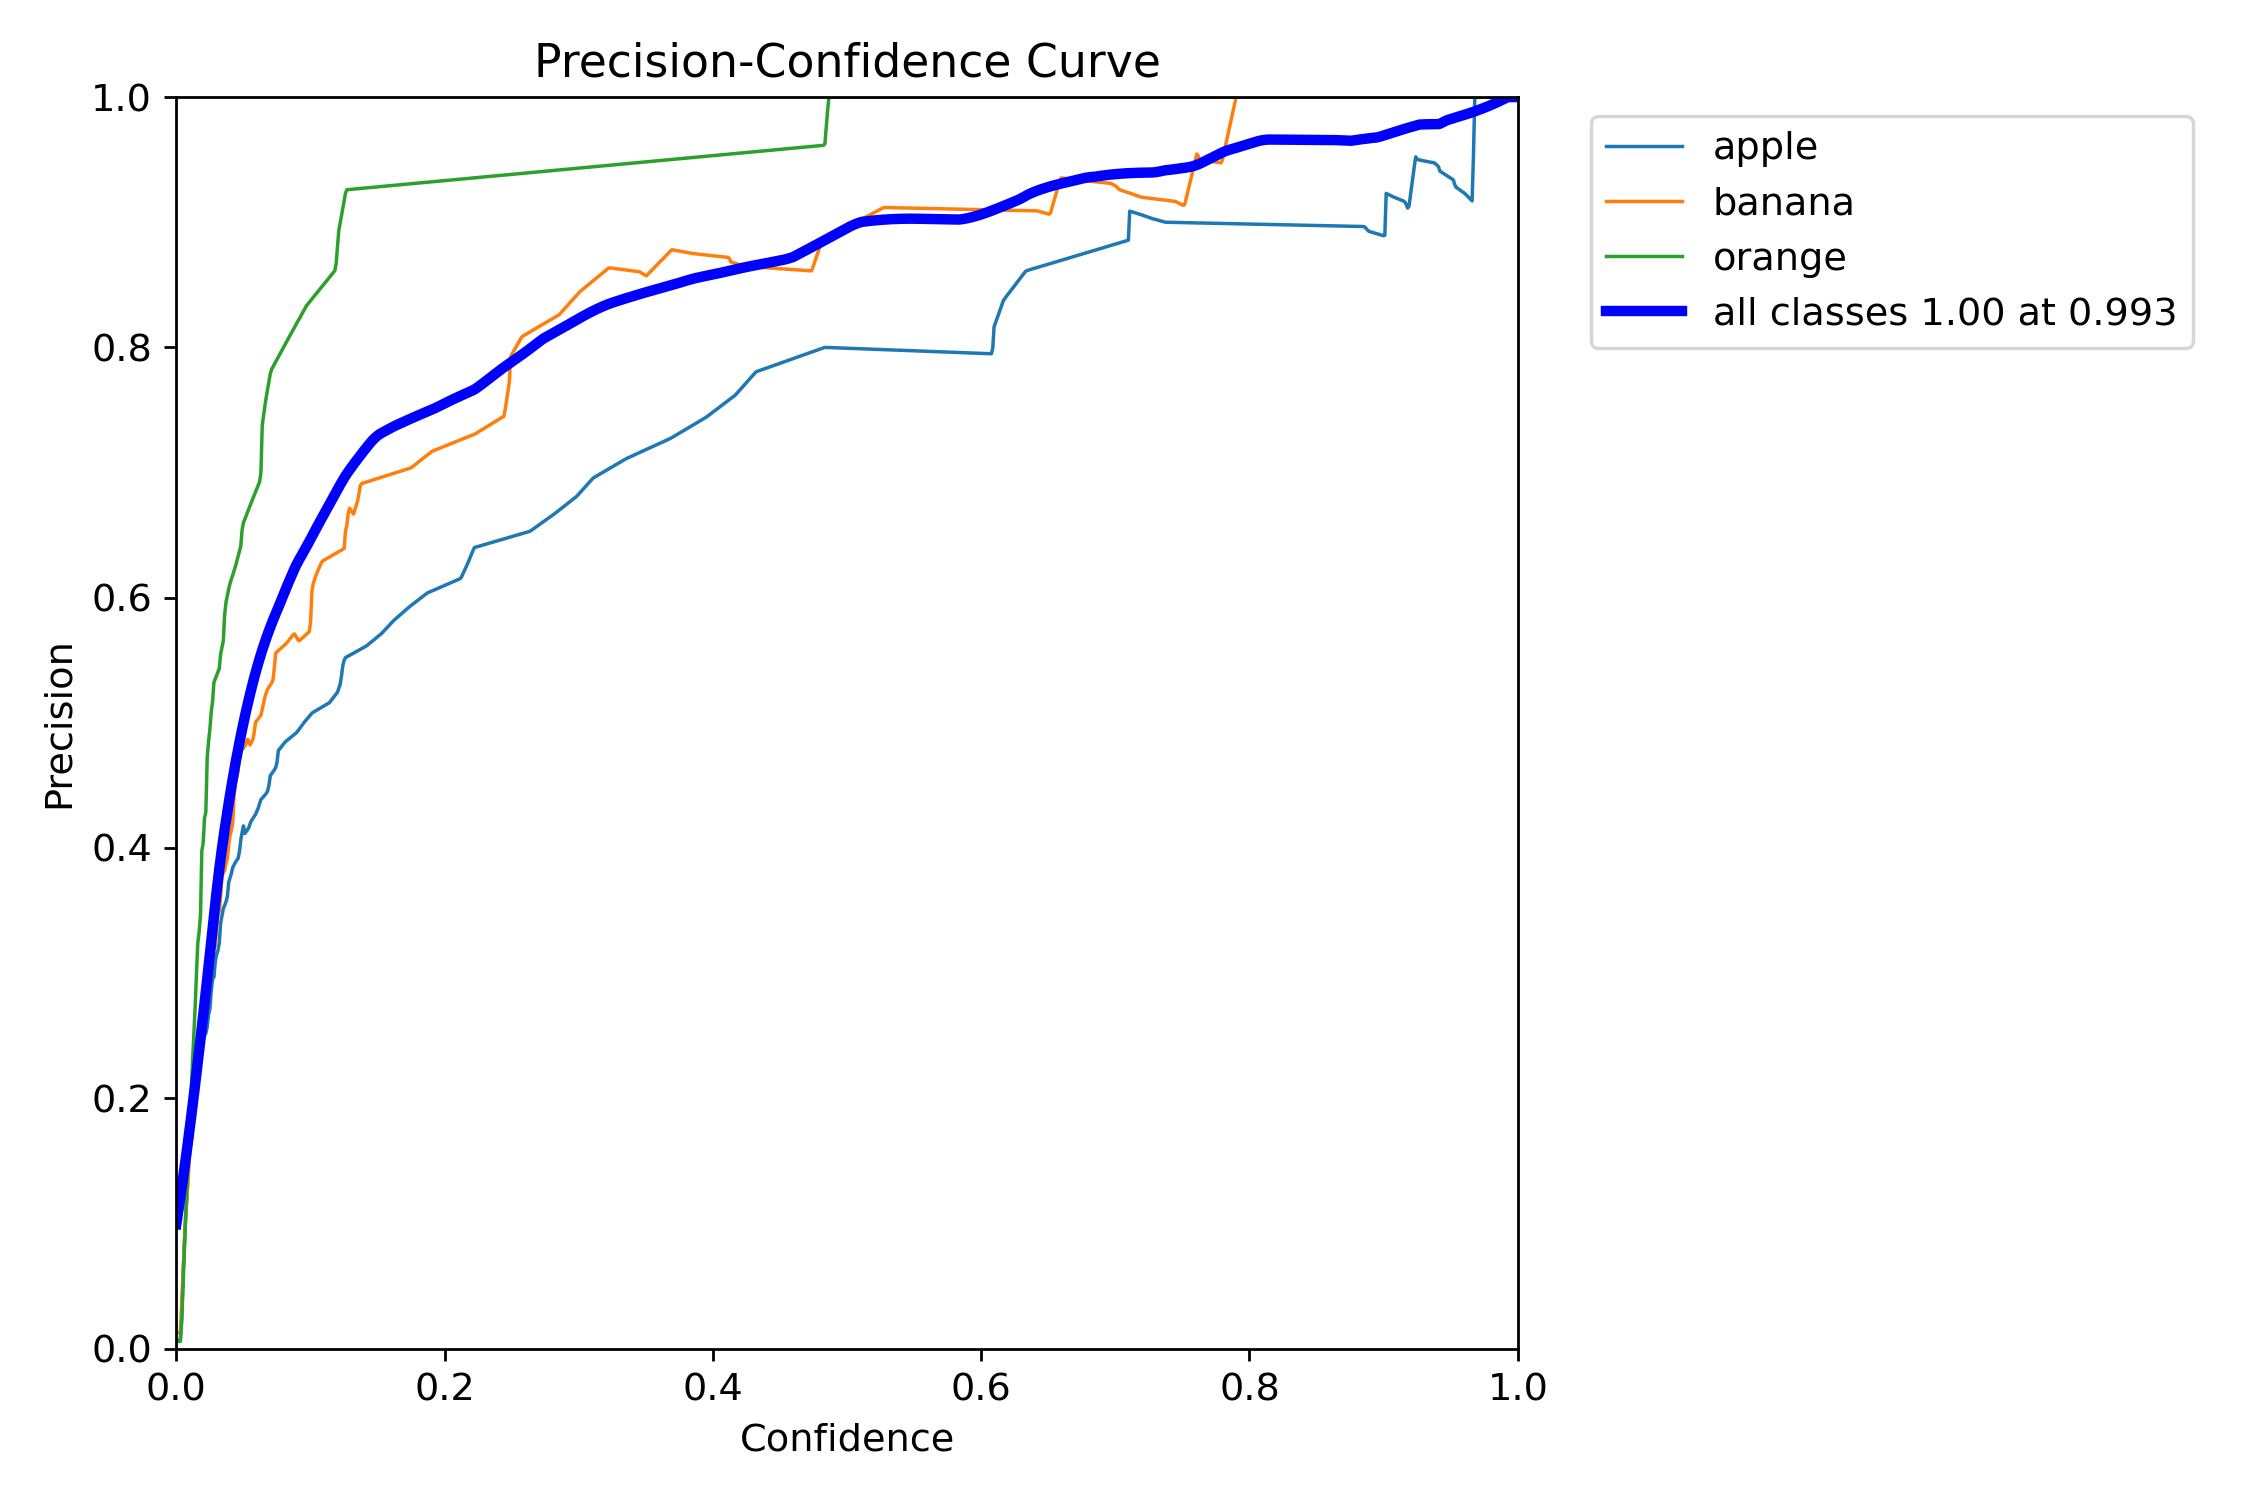 Precision-Confidence Curve
1.0
0.8
0.6
0.4
0.2
0.0
Precision
0.0 0.2 0.4 0.6 0.8 1.0
Confidence
apple
banana
orange
all classes 1.00 at 0.993